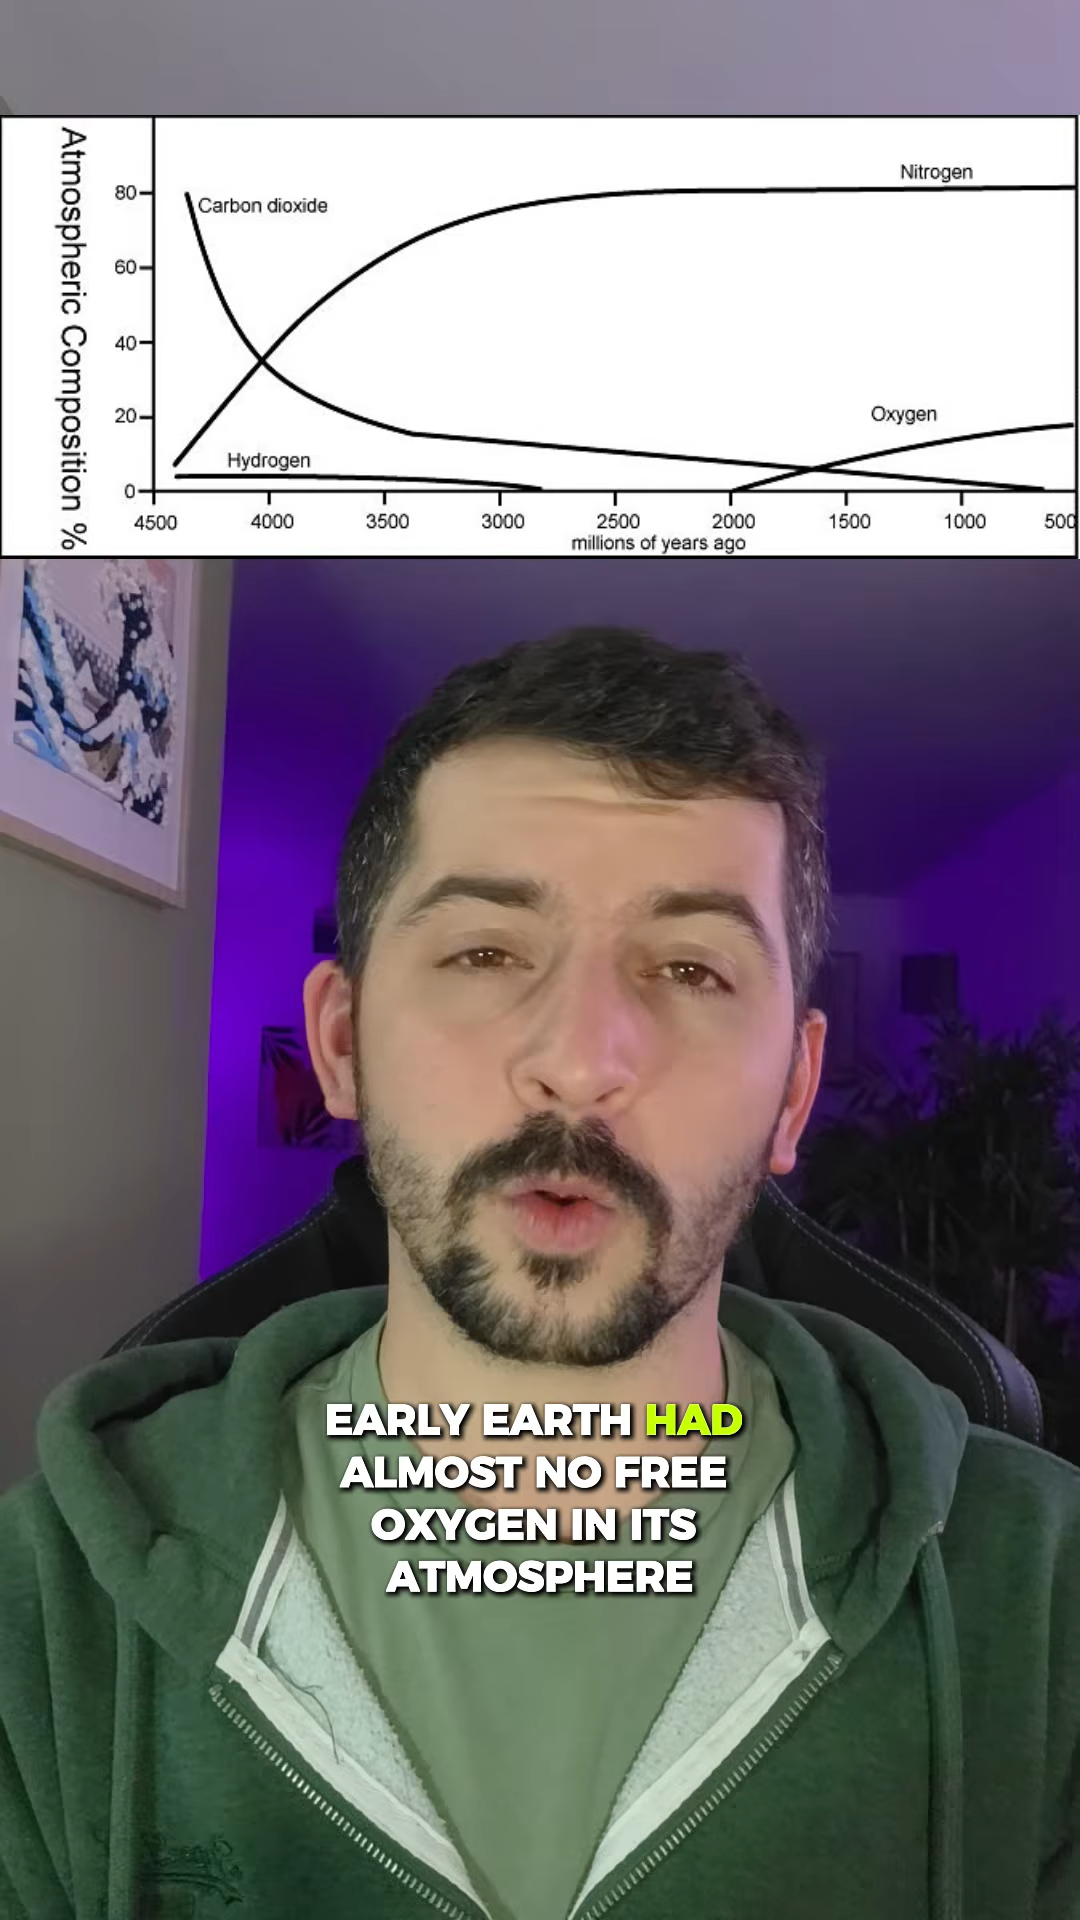 Atmospheric Composition %
80
60
40
20
0
Carbon dioxide
Nitrogen
Oxygen
Hydrogen
4500 4000 3500 3000 2500 2000 1500 1000 500
millions of years ago
EARLY EARTH HAD
ALMOST NO FREE
OXYGEN IN ITS
ATMOSPHERE